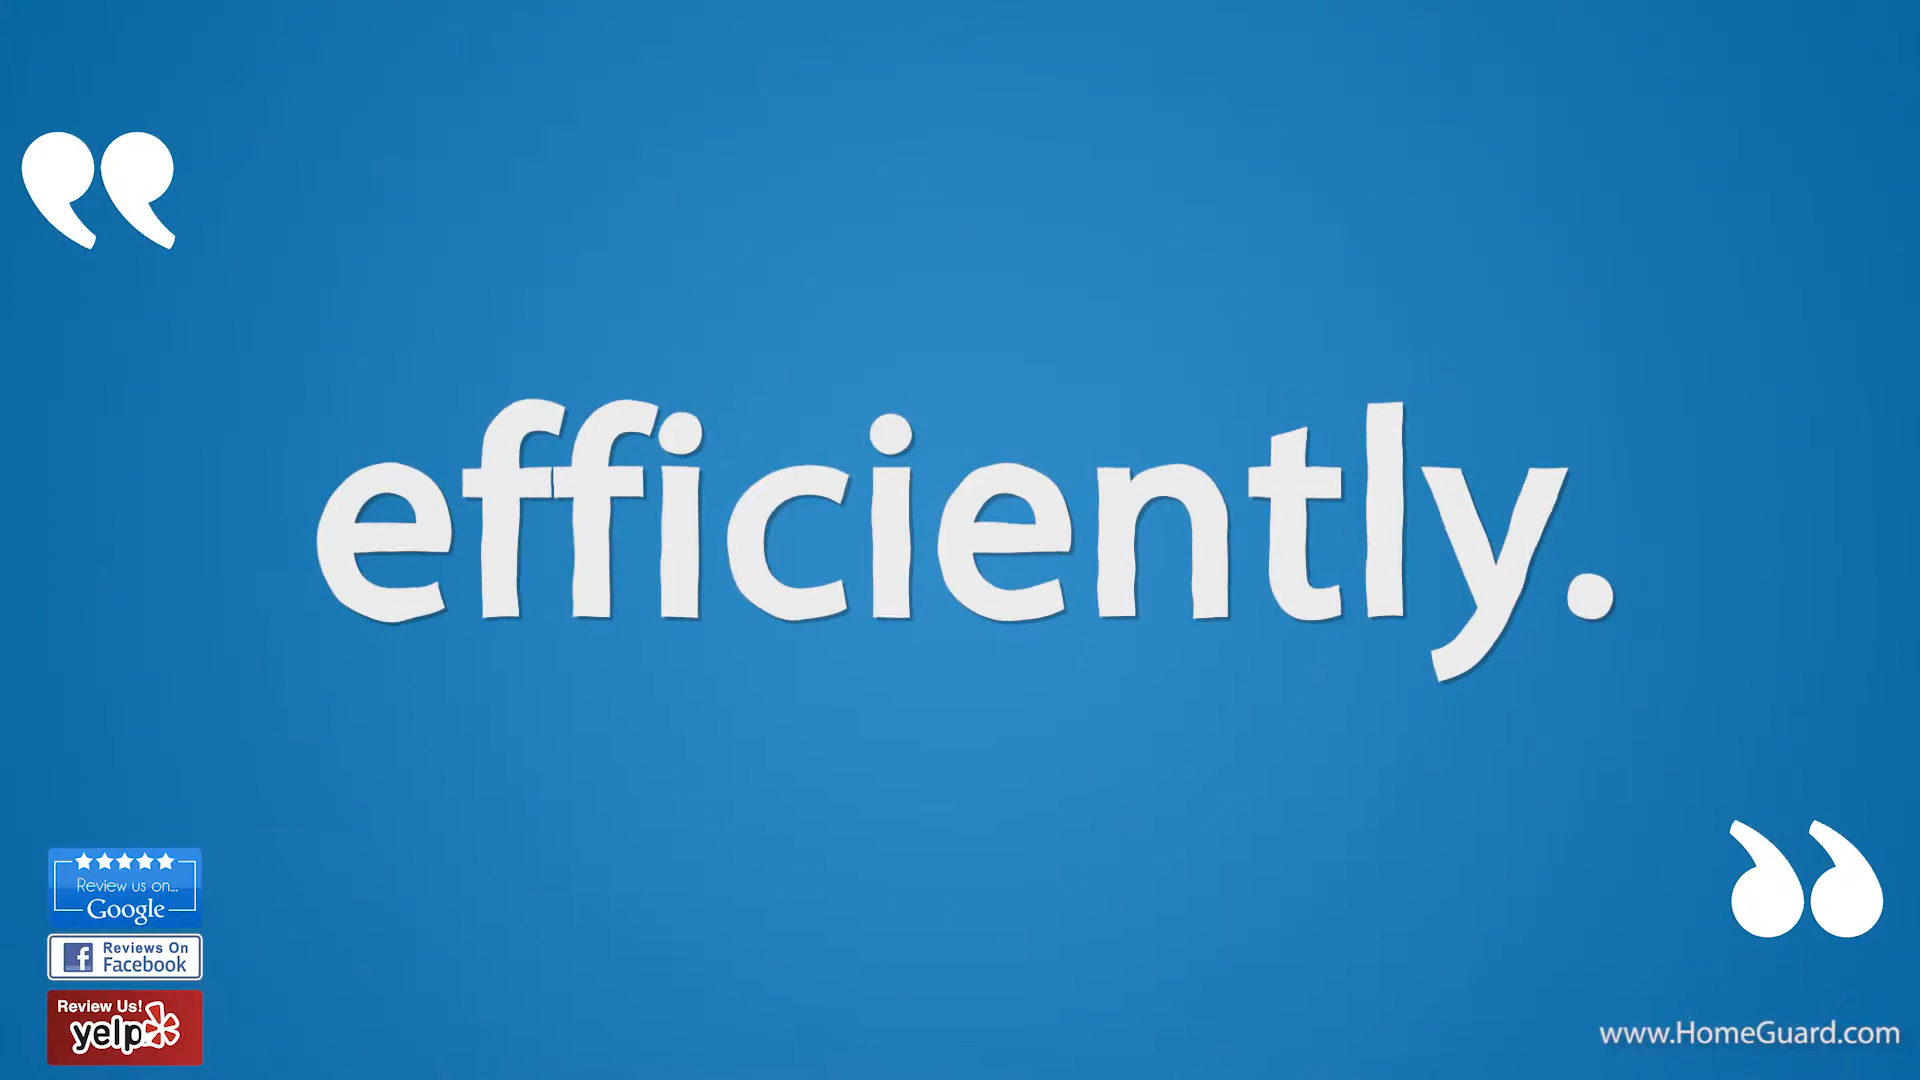 efficiently.
Review us on...
Google
Reviews On
Facebook
Review Us!
yelp
www.HomeGuard.com